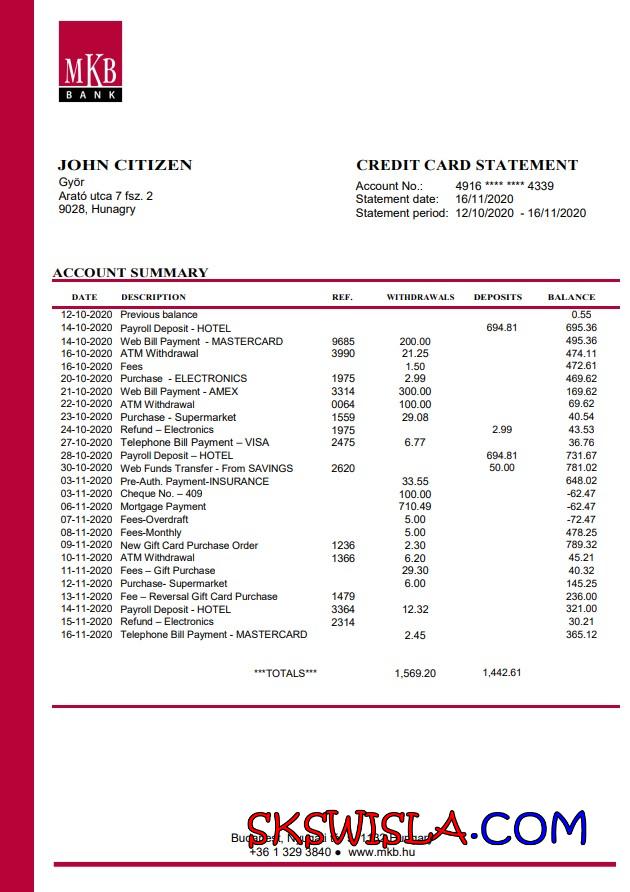 MKB
BANK
JOHN CITIZEN
Győr
Arató utca 7 fsz. 2
9028, Hunagry
CREDIT CARD STATEMENT
Account No.: 4916 **** **** 4339
Statement date: 16/11/2020
Statement period: 12/10/2020 - 16/11/2020
ACCOUNT SUMMARY
DATE DESCRIPTION REF. WITHDRAWALS DEPOSITS BALANCE
12-10-2020 Previous balance 0.55
14-10-2020 Payroll Deposit - HOTEL 694.81 695.36
14-10-2020 Web Bill Payment - MASTERCARD 9685 200.00 495.36
16-10-2020 ATM Withdrawal 3990 21.25 474.11
16-10-2020 Fees 1.50 472.61
20-10-2020 Purchase - ELECTRONICS 1975 2.99 469.62
21-10-2020 Web Bill Payment - AMEX 3314 300.00 169.62
22-10-2020 ATM Withdrawal 0064 100.00 69.62
23-10-2020 Purchase - Supermarket 1559 29.08 40.54
24-10-2020 Refund – Electronics 1975 2.99 43.53
27-10-2020 Telephone Bill Payment – VISA 2475 6.77 36.76
28-10-2020 Payroll Deposit – HOTEL 694.81 731.67
30-10-2020 Web Funds Transfer - From SAVINGS 2620 50.00 781.02
03-11-2020 Pre-Auth. Payment-INSURANCE 33.55 648.02
03-11-2020 Cheque No. – 409 100.00 -62.47
06-11-2020 Mortgage Payment 710.49 -62.47
07-11-2020 Fees-Overdraft 5.00 -72.47
08-11-2020 Fees-Monthly 5.00 478.25
09-11-2020 New Gift Card Purchase Order 1236 2.30 789.32
10-11-2020 ATM Withdrawal 1366 6.20 45.21
11-11-2020 Fees – Gift Purchase 29.30 40.32
12-11-2020 Purchase- Supermarket 6.00 145.25
13-11-2020 Fee – Reversal Gift Card Purchase 1479 236.00
14-11-2020 Payroll Deposit - HOTEL 3364 12.32 321.00
15-11-2020 Refund – Electronics 2314 30.21
16-11-2020 Telephone Bill Payment - MASTERCARD 2.45 365.12
***TOTALS*** 1,569.20 1,442.61
SKSWISLA.COM
+36 1 329 3840 ● www.mkb.hu